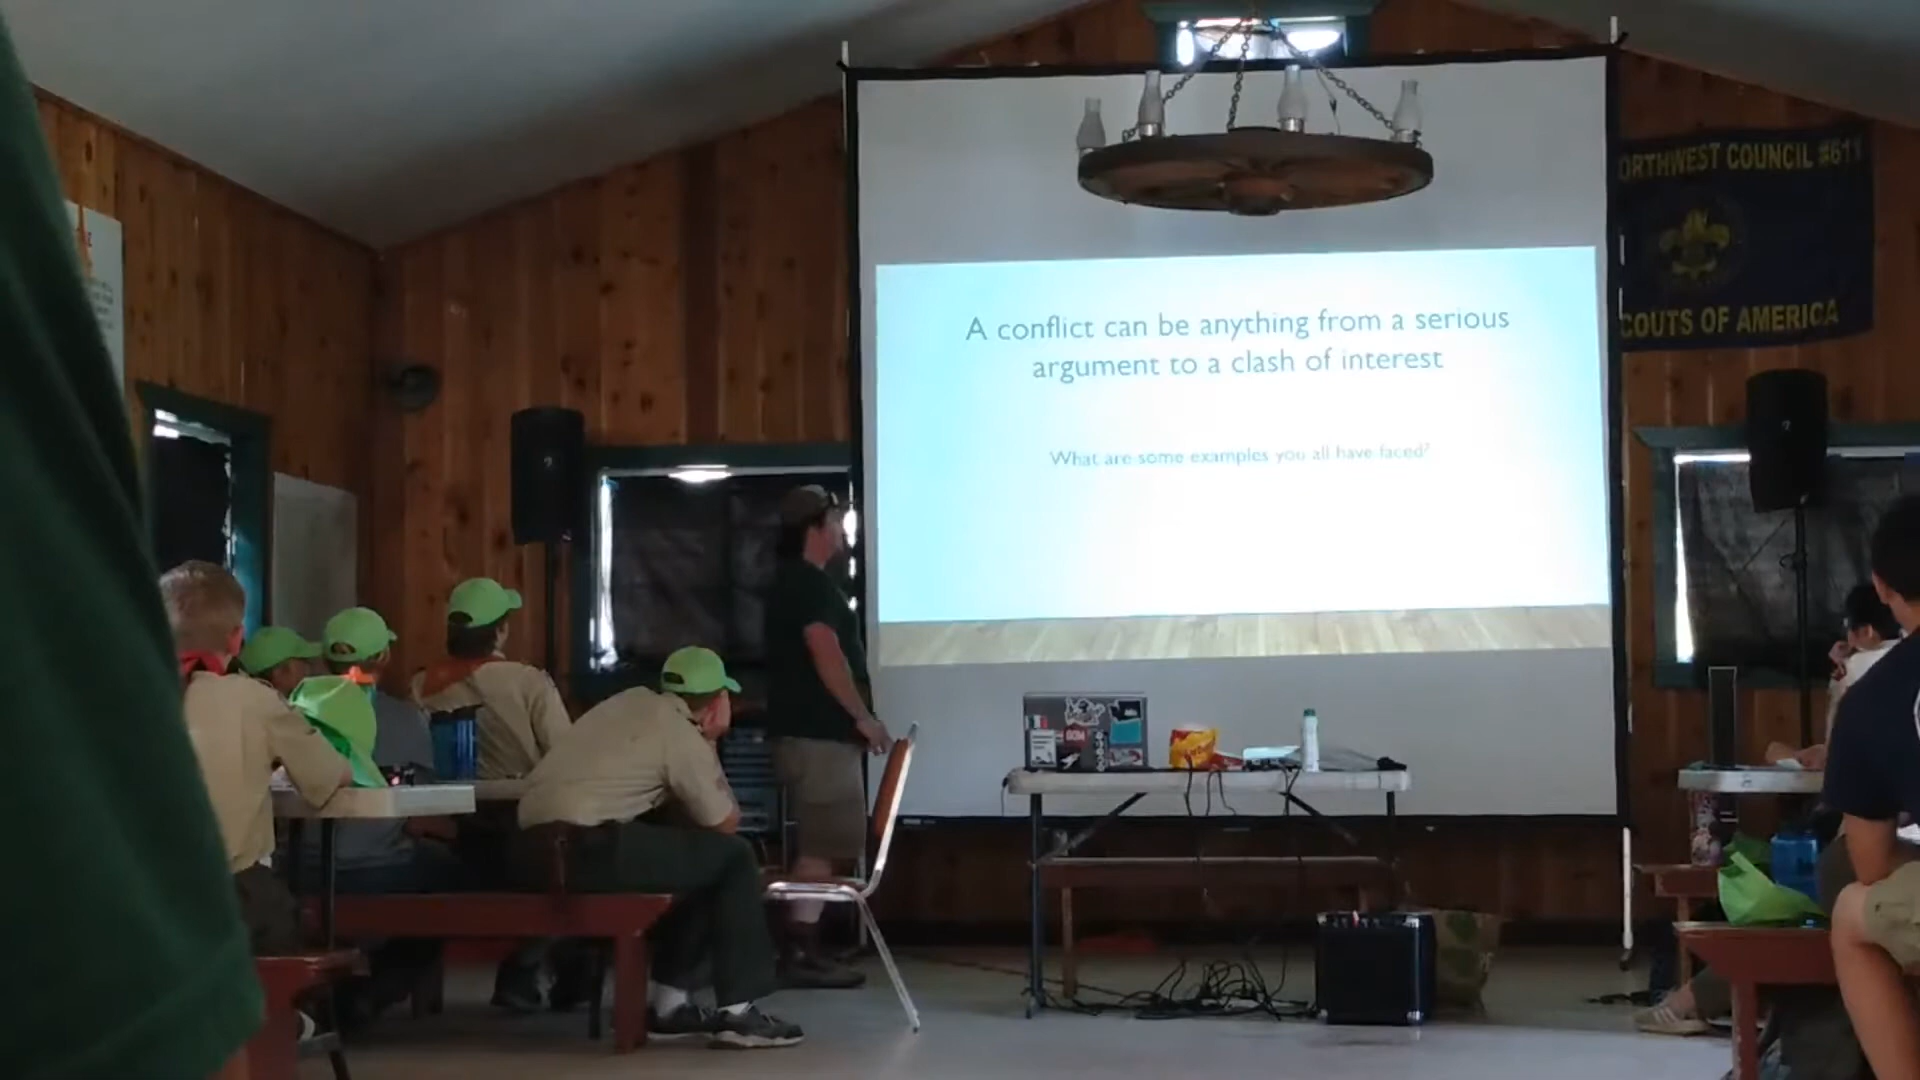 A conflict can be anything from a serious
argument to a clash of interest
What are some examples you all have faced?
ORTHWEST COUNCIL #611
COUTS OF AMERICA